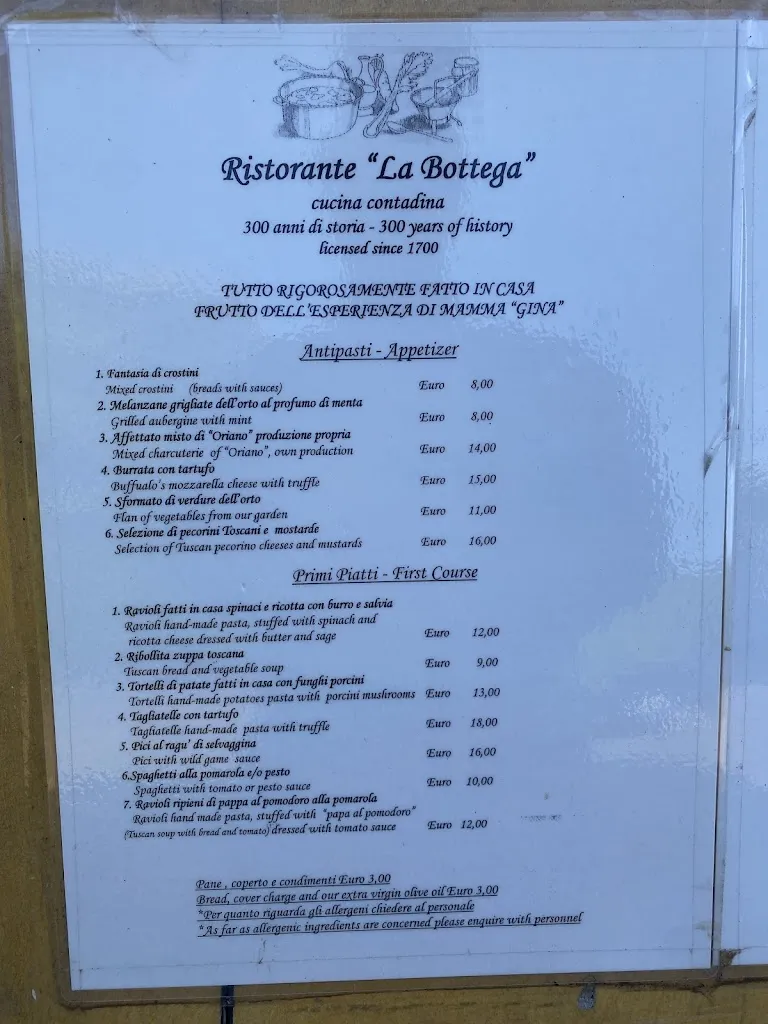 Ristorante "La Bottega"
cucina contadina
300 anni di storia - 300 years of history
licensed since 1700
TUTTO RIGOROSAMENTE FATTO IN CASA
FRUTTO DELL'ESPERIENZA DI MAMMA "GINA"
Antipasti - Appetizer
1. Fantasia di crostini
Mixed crostini (breads with sauces) Euro 8,00
2. Melanzane grigliate dell'orto al profumo di menta
Grilled aubergine with mint Euro 8,00
3. Affettato misto di "Oriano" produzione propria
Mixed charcuterie of "Oriano", own production Euro 14,00
4. Burrata con tartufo
Buffualo's mozzarella cheese with truffle Euro 15,00
5. Sformato di verdure dell'orto
Flan of vegetables from our garden Euro 11,00
6. Selezione di pecorini Toscani e mostarde
Selection of Tuscan pecorino cheeses and mustards Euro 16,00
Primi Piatti - First Course
1. Ravioli fatti in casa spinaci e ricotta con burro e salvia
Ravioli hand-made pasta, stuffed with spinach and
ricotta cheese dressed with butter and sage Euro 12,00
2. Ribollita zuppa toscana
Tuscan bread and vegetable soup Euro 9,00
3. Tortelli di patate fatti in casa con funghi porcini
Tortelli hand-made potatoes pasta with porcini mushrooms Euro 13,00
4. Tagliatelle con tartufo
Tagliatelle hand-made pasta with truffle Euro 18,00
5. Pici al ragu' di selvaggina
Pici with wild game sauce Euro 16,00
6.Spaghetti alla pomarola e/o pesto
Spaghetti with tomato or pesto sauce Euro 10,00
7. Ravioli ripieni di pappa al pomodoro alla pomarola
Ravioli hand made pasta, stuffed with "papa al pomodoro"
(Tuscan soup with bread and tomato) dressed with tomato sauce Euro 12,00
Pane , coperto e condimenti Euro 3,00
Bread, cover charge and our extra virgin olive oil Euro 3,00
*Per quanto riguarda gli allergeni chiedere al personale
*As far as allergenic ingredients are concerned please enquire with personnel